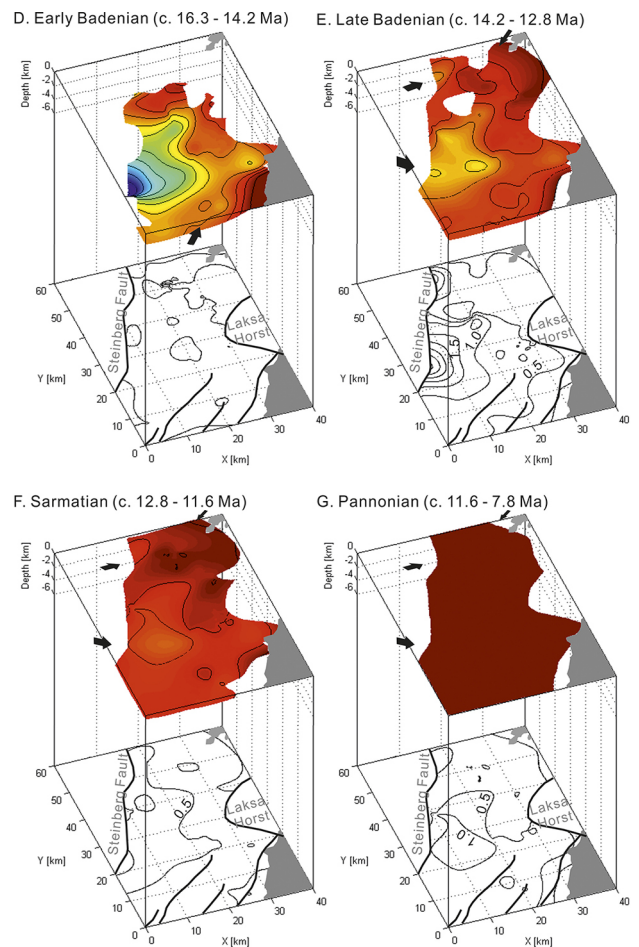 D. Early Badenian (c. 16.3 - 14.2 Ma)
Depth [km]
0
-2
-4
-6
Steinberg Fault
Laksa.
Horst
60
50
40
30
20
10
0
Y [km]
0
10
20
30
40
X [km]
E. Late Badenian (c. 14.2 - 12.8 Ma)
Depth [km]
0
-2
-4
-6
Steinberg Fault
1.5
1.0
0.5
Laksa.
Horst
60
50
40
30
20
10
0
Y [km]
0
10
20
30
40
X [km]
F. Sarmatian (c. 12.8 - 11.6 Ma)
Depth [km]
0
-2
-4
-6
Steinberg Fault
0.5
Laksa.
Horst
60
50
40
30
20
10
0
Y [km]
0
10
20
30
40
X [km]
G. Pannonian (c. 11.6 - 7.8 Ma)
Depth [km]
0
-2
-4
-6
Steinberg Fault
0.5
1.0
Laksa.
Horst
60
50
40
30
20
10
0
Y [km]
0
10
20
30
40
X [km]